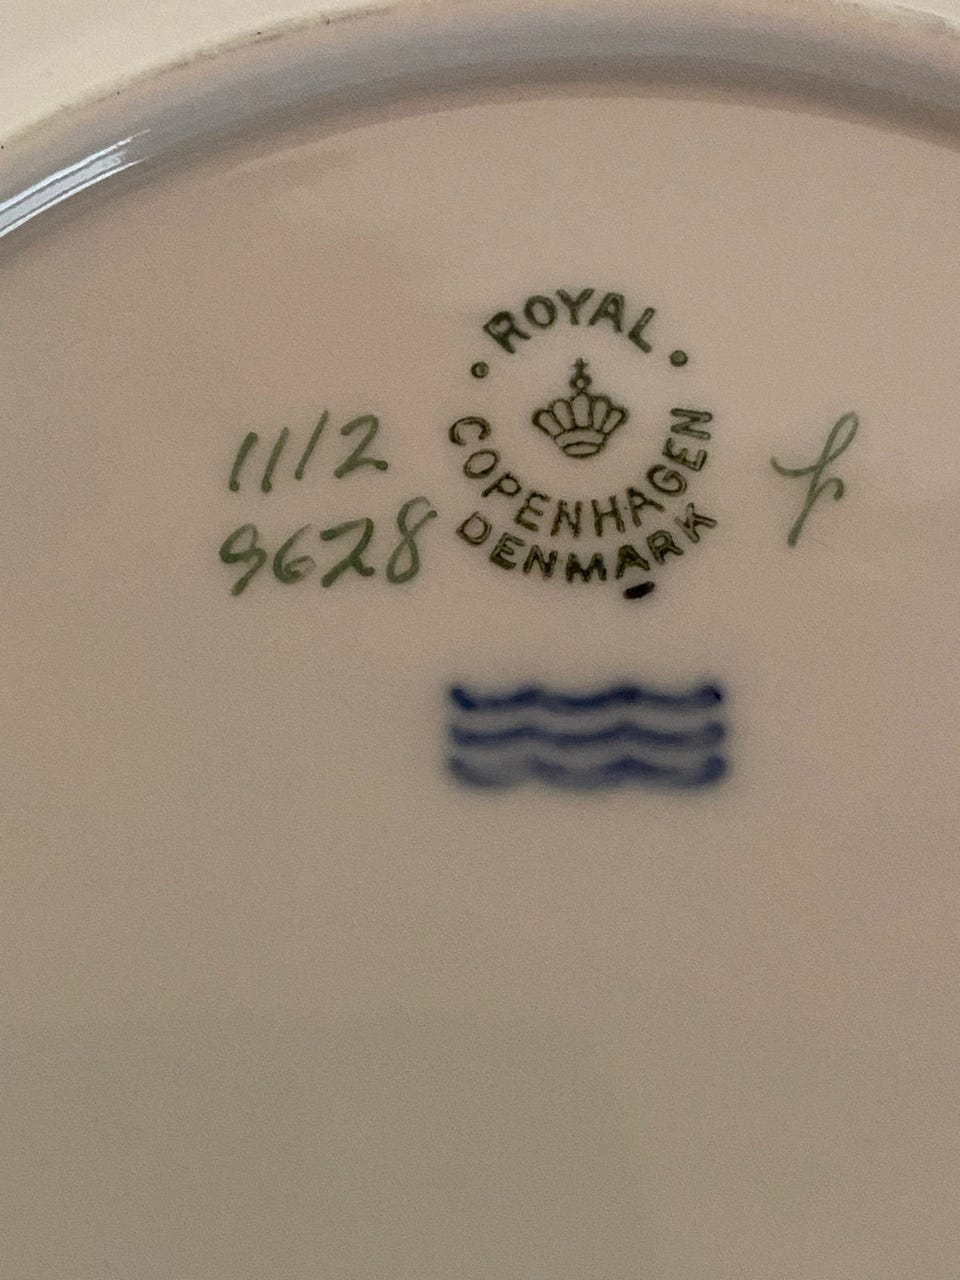 ROYAL
COPENHAGEN
DENMARK
1112
9628